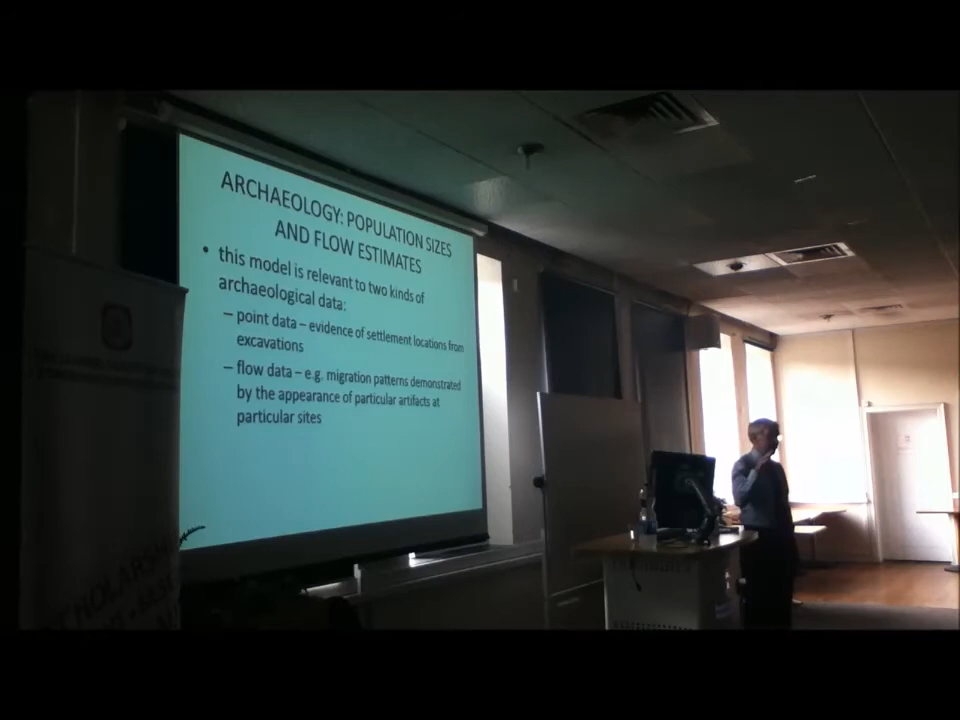 ARCHAEOLOGY: POPULATION SIZES
AND FLOW ESTIMATES
• this model is relevant to two kinds of
archaeological data:
– point data – evidence of settlement locations from
excavations
– flow data – e.g. migration patterns demonstrated
by the appearance of particular artifacts at
particular sites